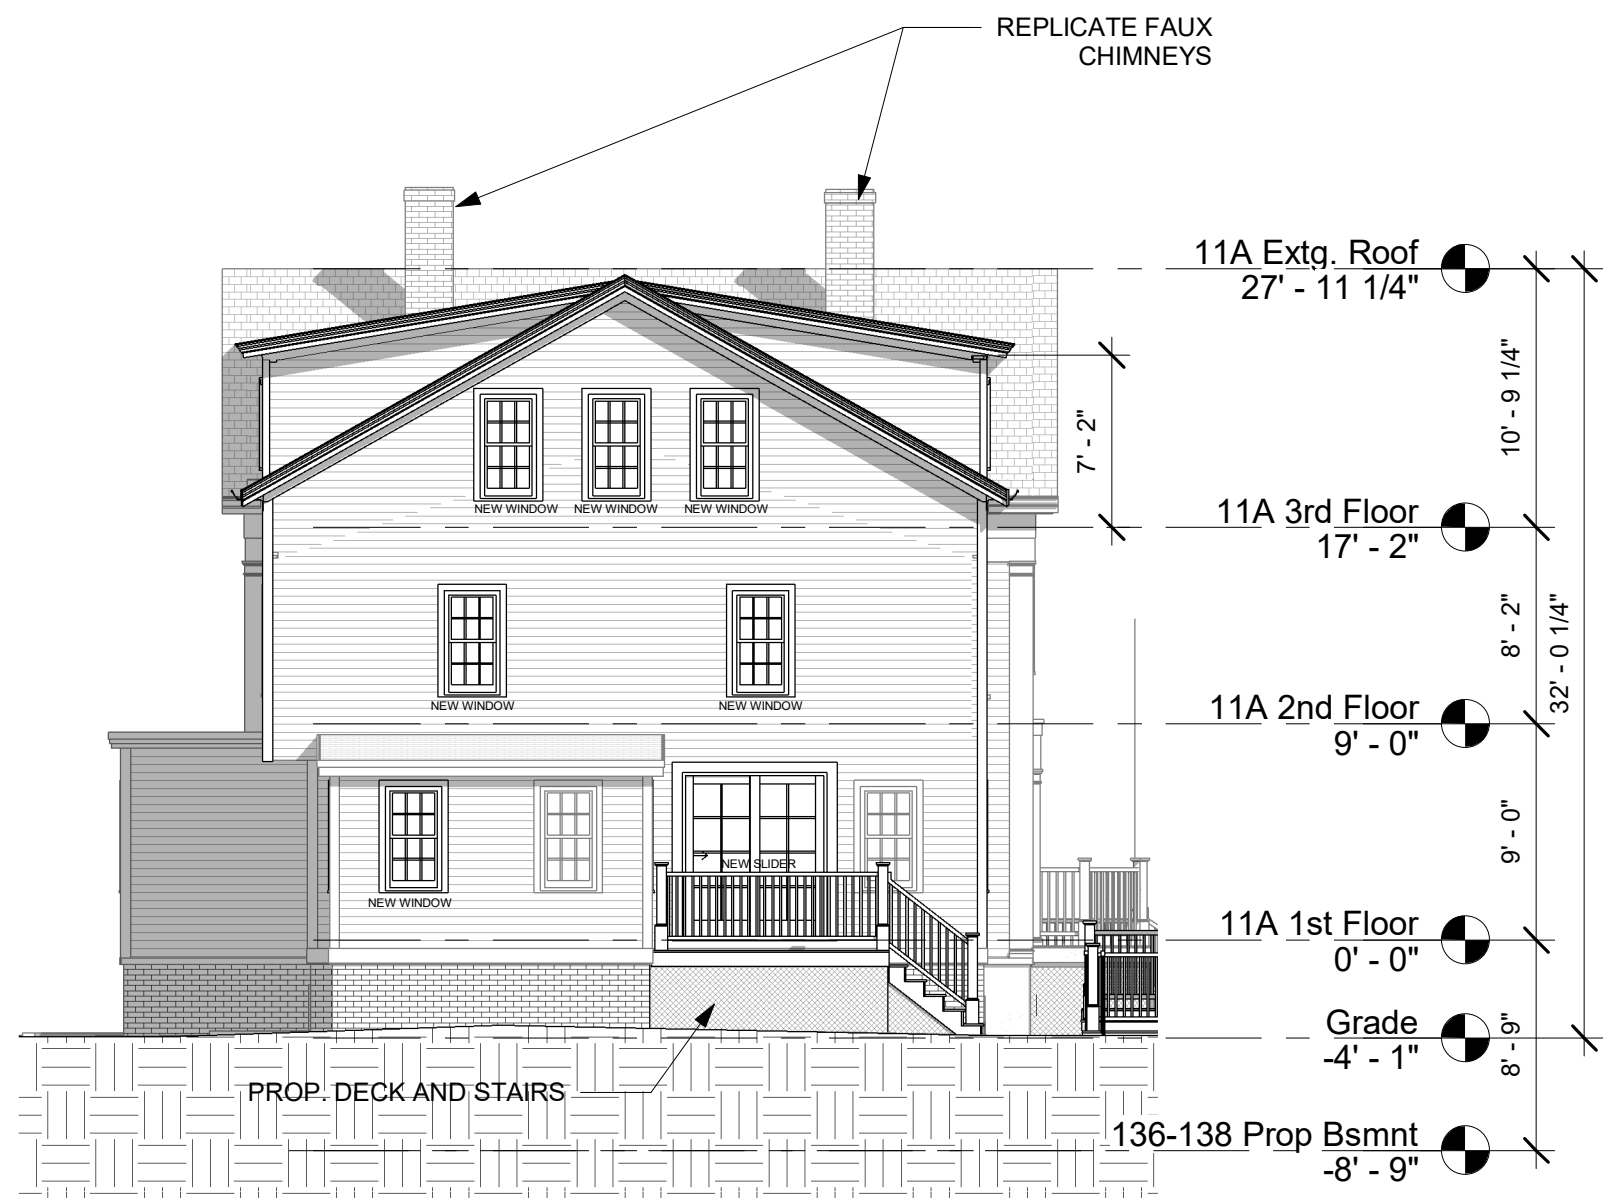 REPLICATE FAUX
CHIMNEYS
11A Extg. Roof
27' - 11 1/4"
10' - 9 1/4"
7' - 2"
NEW WINDOW NEW WINDOW NEW WINDOW
11A 3rd Floor
17' - 2"
8' - 2"
32' - 0 1/4"
NEW WINDOW NEW WINDOW
11A 2nd Floor
9' - 0"
9' - 0"
NEW SLIDER
NEW WINDOW
11A 1st Floor
0' - 0"
Grade
-4' - 1"
8' - 9"
PROP. DECK AND STAIRS
136-138 Prop Bsmnt
-8' - 9"